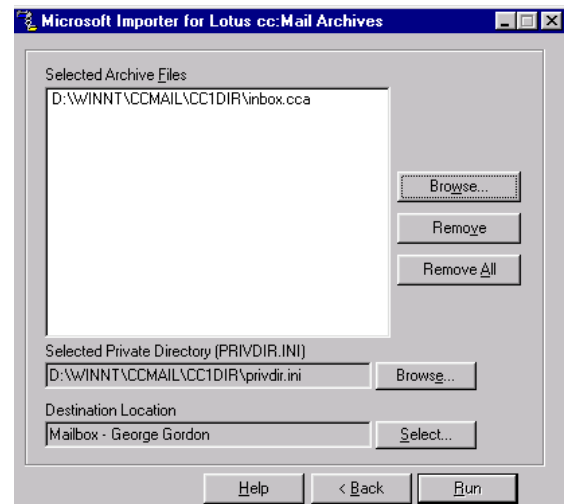 Microsoft Importer for Lotus cc:Mail Archives
Selected Archive Files
D:\WINNT\CCMAIL\CC1DIR\inbox.cca
Browse...
Remove
Remove All
Selected Private Directory (PRIVDIR.INI)
D:\WINNT\CCMAIL\CC1DIR\privdir.ini
Browse...
Destination Location
Mailbox - George Gordon
Select...
Help
< Back
Run